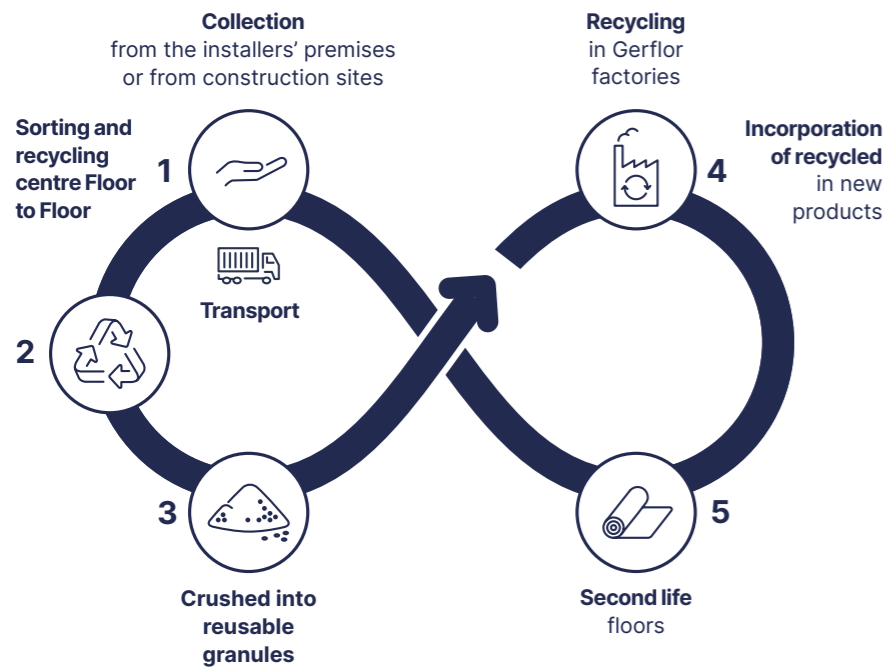 Collection
from the installers’ premises
or from construction sites
1
Sorting and
recycling
centre Floor
to Floor
2
Transport
3
Crushed into
reusable
granules
Recycling
in Gerflor
factories
4
Incorporation
of recycled
in new
products
5
Second life
floors